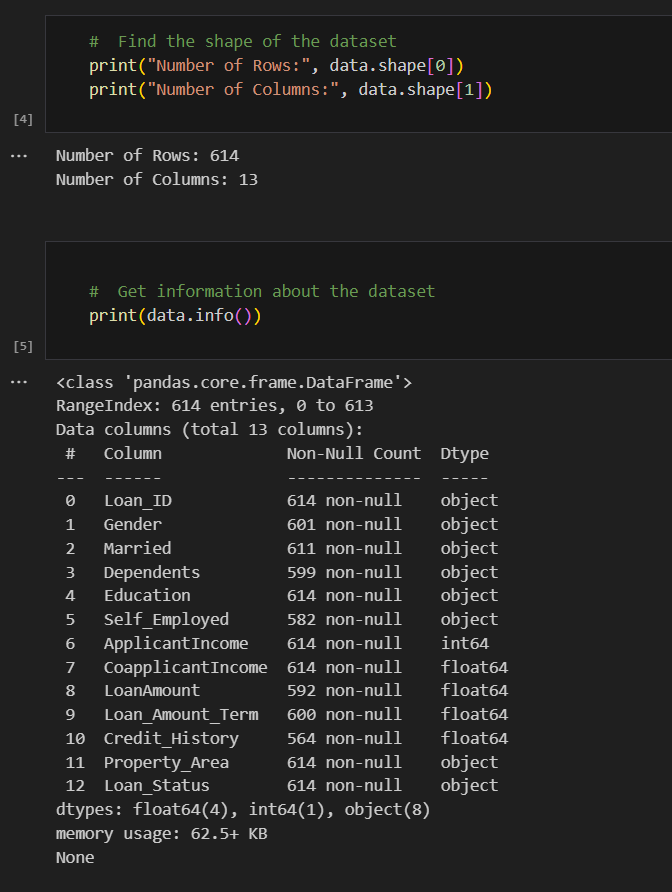 #  Find the shape of the dataset
print("Number of Rows:", data.shape[0])
print("Number of Columns:", data.shape[1])
[4]
... Number of Rows: 614
Number of Columns: 13
#  Get information about the dataset
print(data.info())
[5]
... <class 'pandas.core.frame.DataFrame'>
RangeIndex: 614 entries, 0 to 613
Data columns (total 13 columns):
 #   Column             Non-Null Count  Dtype
---  ------             --------------  -----
 0   Loan_ID            614 non-null    object
 1   Gender             601 non-null    object
 2   Married            611 non-null    object
 3   Dependents         599 non-null    object
 4   Education          614 non-null    object
 5   Self_Employed      582 non-null    object
 6   ApplicantIncome    614 non-null    int64
 7   CoapplicantIncome  614 non-null    float64
 8   LoanAmount         592 non-null    float64
 9   Loan_Amount_Term   600 non-null    float64
 10  Credit_History     564 non-null    float64
 11  Property_Area      614 non-null    object
 12  Loan_Status        614 non-null    object
dtypes: float64(4), int64(1), object(8)
memory usage: 62.5+ KB
None